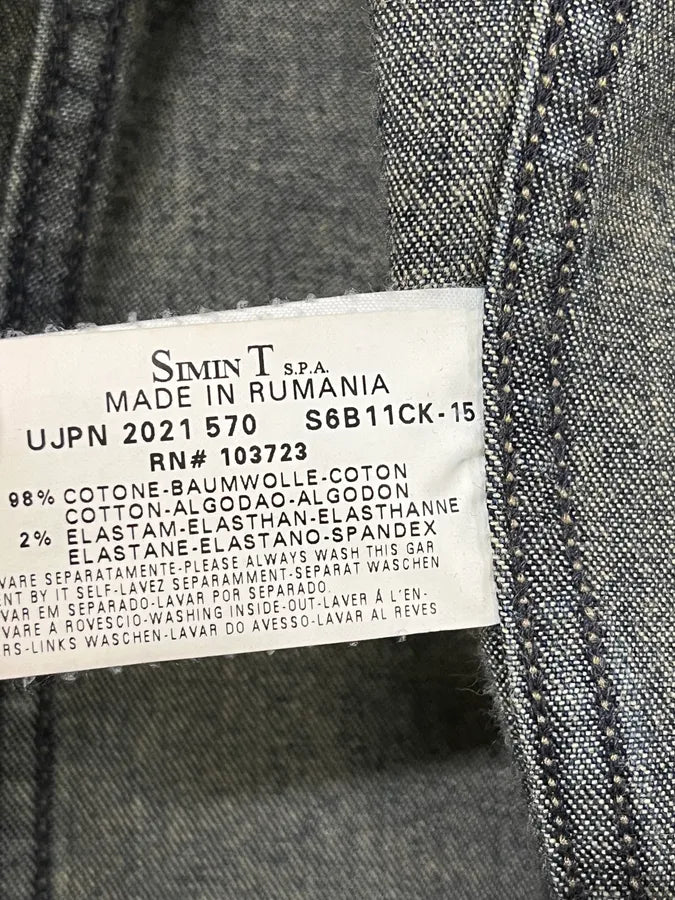 SIMIN T S.P.A.
MADE IN RUMANIA
UJPN 2021 570 S6B11CK-15
RN# 103723
98% COTONE-BAUMWOLLE-COTON
COTTON-ALGODAO-ALGODON
2% ELASTAM-ELASTHAN-ELASTHANNE
ELASTANE-ELASTANO-SPANDEX
VARE SEPARATAMENTE-PLEASE ALWAYS WASH THIS GAR
ENT BY IT SELF-LAVEZ SEPARAMMENT-SEPARAT WASCHEN
VAR EM SEPARADO-LAVAR POR SEPARADO.
VARE A ROVESCIO-WASHING INSIDE-OUT-LAVER Á L'EN-
RS-LINKS WASCHEN-LAVAR DO AVESSO-LAVAR AL REVES